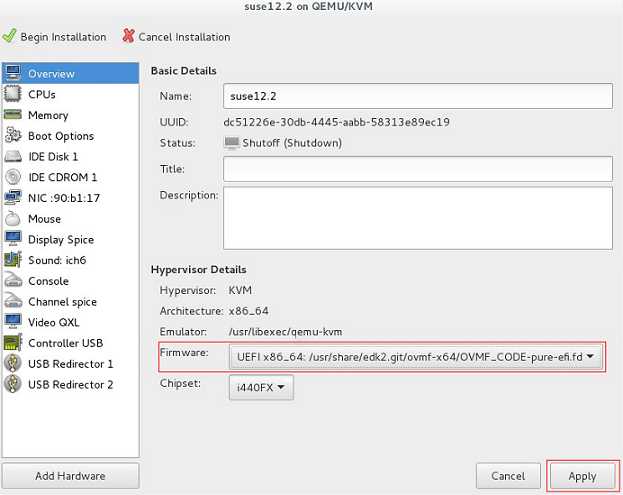 suse12.2 on QEMU/KVM
Begin Installation
Cancel Installation
Overview
CPUs
Memory
Boot Options
IDE Disk 1
IDE CDROM 1
NIC :90:b1:17
Mouse
Display Spice
Sound: ich6
Console
Channel spice
Video QXL
Controller USB
USB Redirector 1
USB Redirector 2
Add Hardware
Basic Details
Name: suse12.2
UUID: dc51226e-30db-4445-aabb-58313e89ec19
Status: Shutoff (Shutdown)
Title:
Description:
Hypervisor Details
Hypervisor: KVM
Architecture: x86_64
Emulator: /usr/libexec/qemu-kvm
Firmware: UEFI x86_64: /usr/share/edk2.git/ovmf-x64/OVMF_CODE-pure-efi.fd
Chipset: i440FX
Cancel
Apply